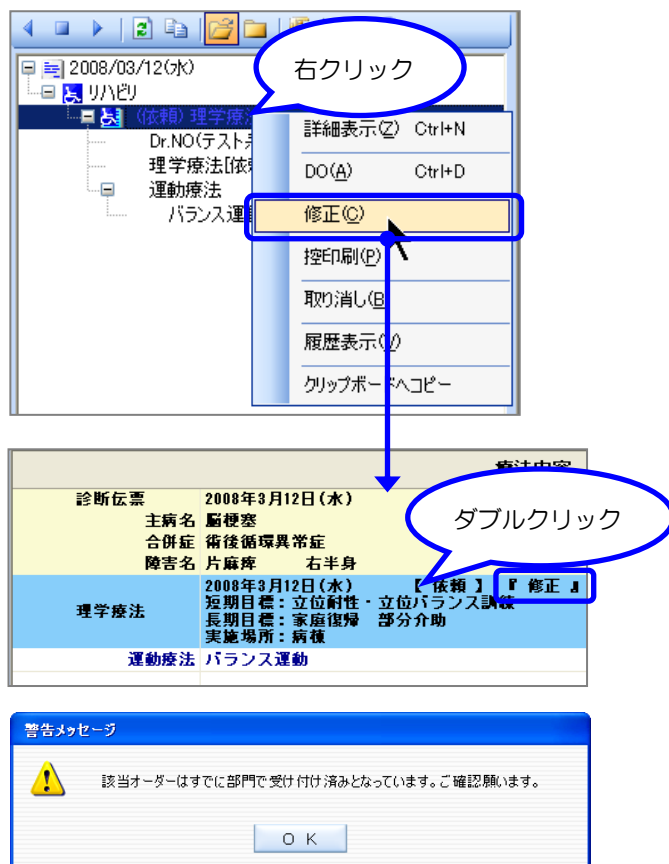 2008/03/12(水)
右クリック
リハビリ
(依頼) 理学療
詳細表示(Z) Ctrl+N
Dr.NO(テスト
理学療法[依
DO(A) Ctrl+D
運動療法
バランス運
修正(C)
控印刷(P)
取り消し(B
履歴表示(V)
クリップボードへコピー
療法内容
診断伝票 2008年3月12日(水)
ダブルクリック
主病名 脳梗塞
合併症 術後循環異常症
障害名 片麻痺 右半身
理学療法
2008年3月12日(水) 【 依頼 】 『 修正 』
短期目標：立位耐性・立位バランス訓練
長期目標：家庭復帰 部分介助
実施場所：病棟
運動療法 バランス運動
警告メッセージ
該当オーダーはすでに部門で受け付け済みとなっています。ご確認願います。
O K